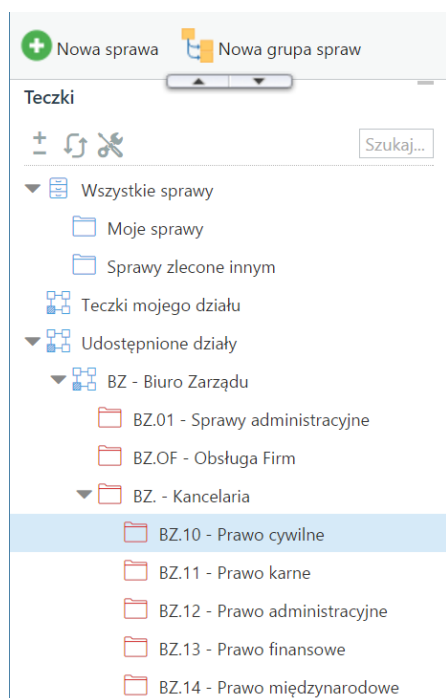 Nowa sprawa Nowa grupa spraw
Teczki
Szukaj...
Wszystkie sprawy
Moje sprawy
Sprawy zlecone innym
Teczki mojego działu
Udostępnione działy
BZ - Biuro Zarządu
BZ.01 - Sprawy administracyjne
BZ.OF - Obsługa Firm
BZ. - Kancelaria
BZ.10 - Prawo cywilne
BZ.11 - Prawo karne
BZ.12 - Prawo administracyjne
BZ.13 - Prawo finansowe
BZ.14 - Prawo międzynarodowe